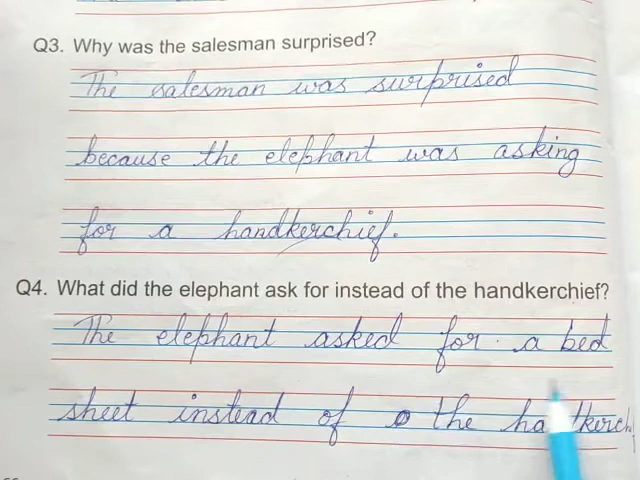 Q3. Why was the salesman surprised?
The salesman was surprised
because the elephant was asking
for a handkerchief.
Q4. What did the elephant ask for instead of the handkerchief?
The elephant asked for a bed
sheet instead of the